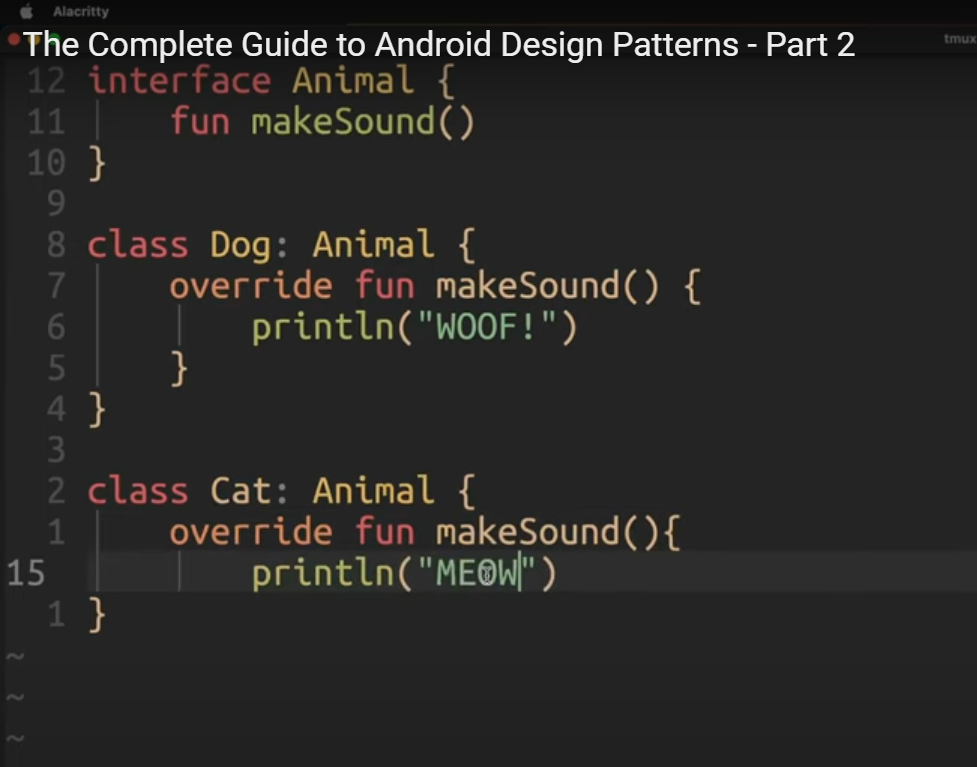 Alacritty
The Complete Guide to Android Design Patterns - Part 2
tmux
12 interface Animal {
11     fun makeSound()
10 }
9
8 class Dog: Animal {
7     override fun makeSound() {
6         println("WOOF!")
5     }
4 }
3
2 class Cat: Animal {
1     override fun makeSound(){
15         println("MEOW")
1 }
~
~
~